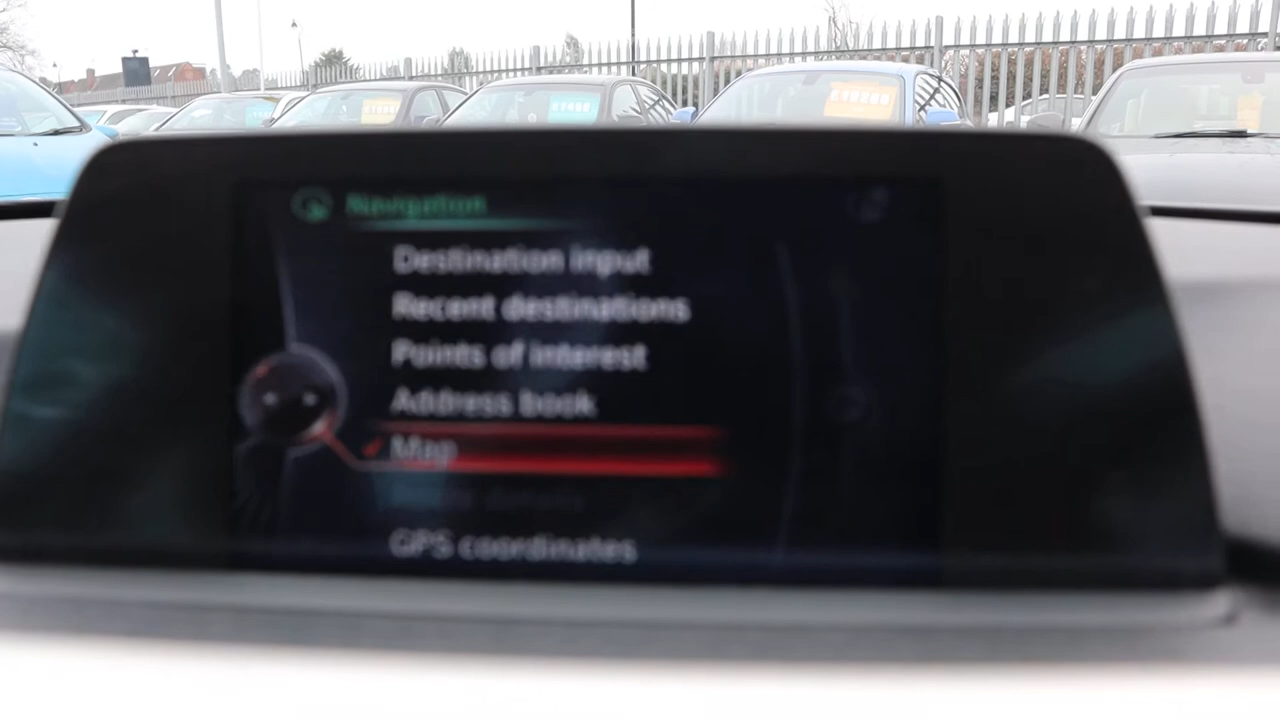 Navigation
Destination input
Recent destinations
Points of interest
Address book
Map
GPS coordinates